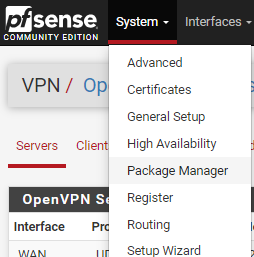 pfsense System Interfaces
COMMUNITY EDITION
Advanced
VPN / Op
Certificates
General Setup
Servers Client
High Availability
Package Manager
OpenVPN Se
Register
Interface Pro
Routing
WAN
Setup Wizard